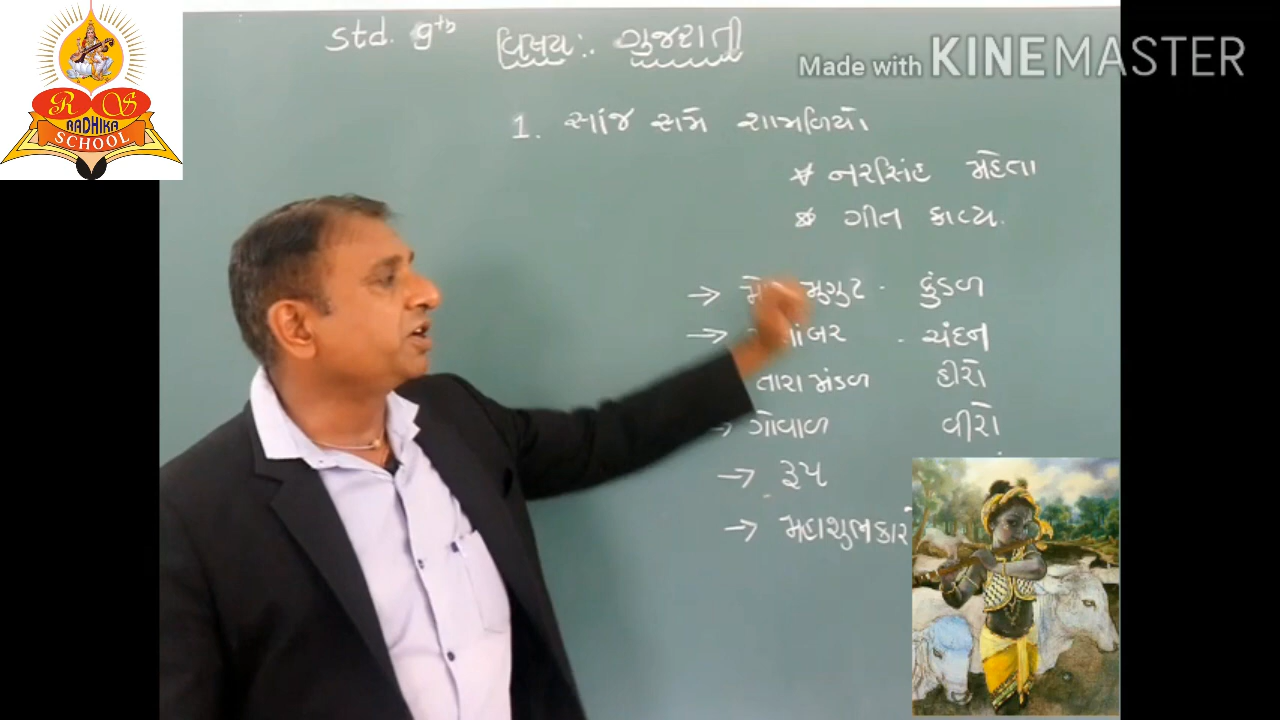 R S
RADHIKA
SCHOOL
Made with KINEMASTER
std. 9th વિષય:. ગુજરાતી
1. સાંજ સમે શામળિયો
* નરસિંહ મહેતા
* ગીત કાવ્ય.
→ મુગુટ - કુંડળ
→ - ચંદન
તારામંડળ હીરો
→ ગોવાળ વીરો
→ રૂપ
→ મહાશુભકારી